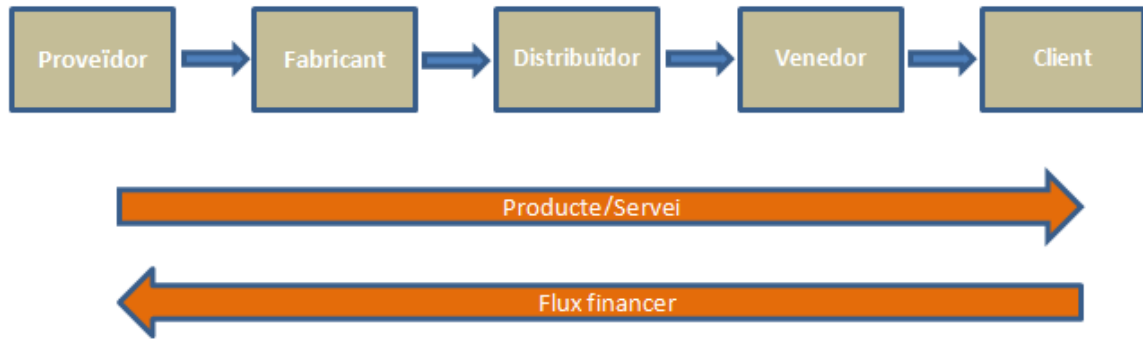 Proveïdor
Fabricant
Distribuïdor
Venedor
Client
Producte/Servei
Flux financer